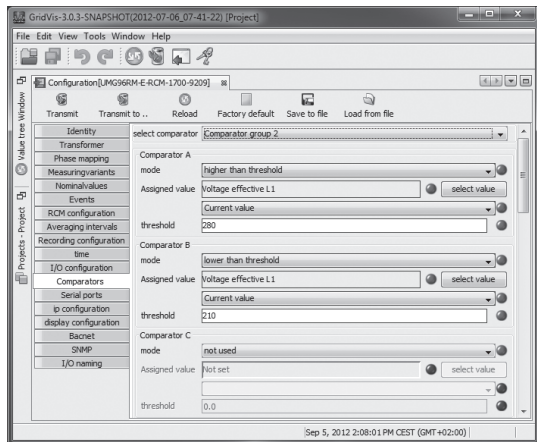 GridVis-3.0.3-SNAPSHOT(2012-07-06_07-41-22) [Project]
File Edit View Tools Window Help
Configuration[UMG96RM-E-RCM-1700-9209]
Transmit Transmit to .. Reload Factory default Save to file Load from file
Value tree Window
Projects - Project
Identity
Transformer
Phase mapping
Measuringvariants
Nominalvalues
Events
RCM configuration
Averaging intervals
Recording configuration
time
I/O configuration
Comparators
Serial ports
ip configuration
display configuration
Bacnet
SNMP
I/O naming
select comparator Comparator group 2
Comparator A
mode higher than threshold
Assigned value Voltage effective L1 select value
Current value
threshold 280
Comparator B
mode lower than threshold
Assigned value Voltage effective L1 select value
Current value
threshold 210
Comparator C
mode not used
Assigned value Not set select value
threshold 0.0
Sep 5, 2012 2:08:01 PM CEST (GMT+02:00)